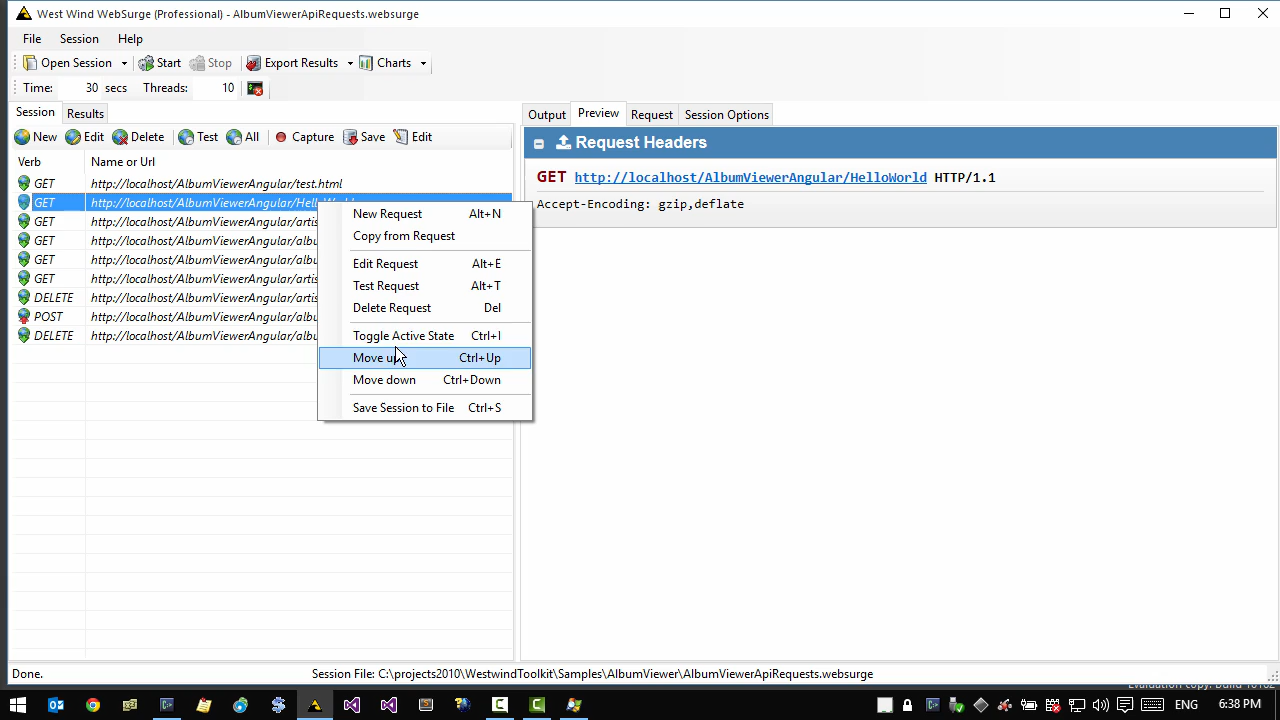 West Wind WebSurge (Professional) - AlbumViewerApiRequests.websurge
File Session Help
Open Session Start Stop Export Results Charts
Time: 30 secs Threads: 10
Session Results
New Edit Delete Test All Capture Save Edit
Verb Name or Url
GET http://localhost/AlbumViewerAngular/test.html
GET http://localhost/AlbumViewerAngular/Hell
GET http://localhost/AlbumViewerAngular/artis
GET http://localhost/AlbumViewerAngular/albu
GET http://localhost/AlbumViewerAngular/albu
GET http://localhost/AlbumViewerAngular/artis
DELETE http://localhost/AlbumViewerAngular/artis
POST http://localhost/AlbumViewerAngular/albu
DELETE http://localhost/AlbumViewerAngular/albu
New Request Alt+N
Copy from Request
Edit Request Alt+E
Test Request Alt+T
Delete Request Del
Toggle Active State Ctrl+I
Move up Ctrl+Up
Move down Ctrl+Down
Save Session to File Ctrl+S
Output Preview Request Session Options
Request Headers
GET http://localhost/AlbumViewerAngular/HelloWorld HTTP/1.1
Accept-Encoding: gzip,deflate
Done. Session File: C:\projects2010\WestwindToolkit\Samples\AlbumViewer\AlbumViewerApiRequests.websurge
ENG 6:38 PM